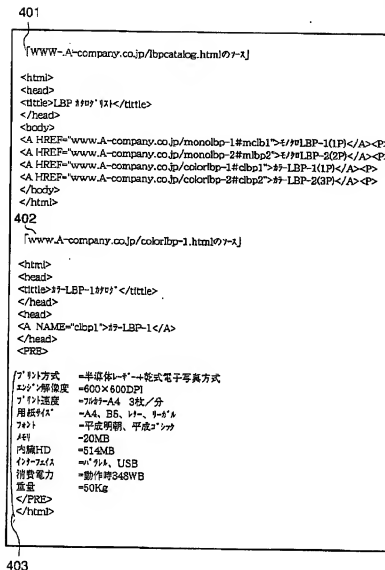 401
「WWW-.A-company.co.jp/lbpcatalog.htmlのソース」
<html>
<head>
<tittle>LBP カタログリスト</tittle>
</head>
<body>
<A HREF="www.A-company.co.jp/monolbp-1#mclb1">モノクロLBP-1(1P)</A><P>
<A HREF="www.A-company.co.jp/monolbp-2#mlbp2">モノクロLBP-2(2P)</A><P>
<A HREF="www.A-company.co.jp/colorlbp-1#clbp1">カラーLBP-1(1P)</A><P>
<A HREF="www.A-company.co.jp/colorlbp-2#clbp2">カラーLBP-2(3P)</A><P>
</body>
</html>
402
「www.A-company.co.jp/colorlbp-1.htmlのソース」
<html>
<head>
<tittle>カラーLBP-1カタログ</tittle>
</head>
<head>
<A NAME="clbp1">カラーLBP-1</A>
</head>
<PRE>
プリント方式 =半導体レーザー+乾式電子写真方式
エンジン解像度 =600×600DPI
プリント速度 =フルカラーA4 3枚/分
用紙サイズ =A4、B5、レター、リーガル
フォント =平成明朝、平成ゴシック
メモリ =20MB
内臓HD =514MB
インターフェイス =パラレル、USB
消費電力 =動作時348WB
重量 =50Kg
</PRE>
</html>
403